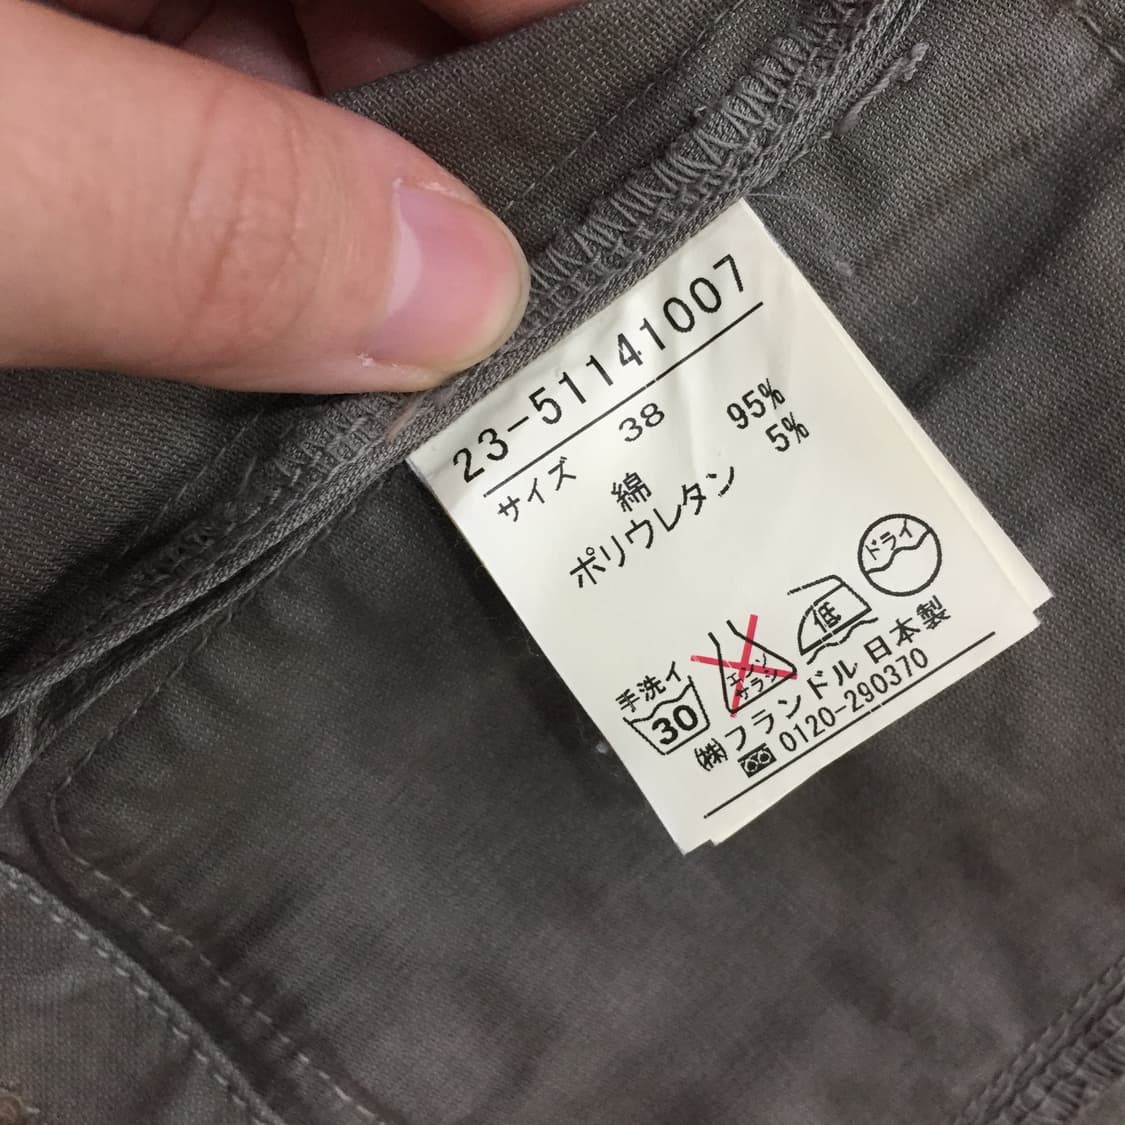 23-51141007
サイズ 38
綿 95%
ポリウレタン 5%
手洗イ 30
エンソ サラシ
低
ドライ
㈱フランドル 日本製
0120-290370